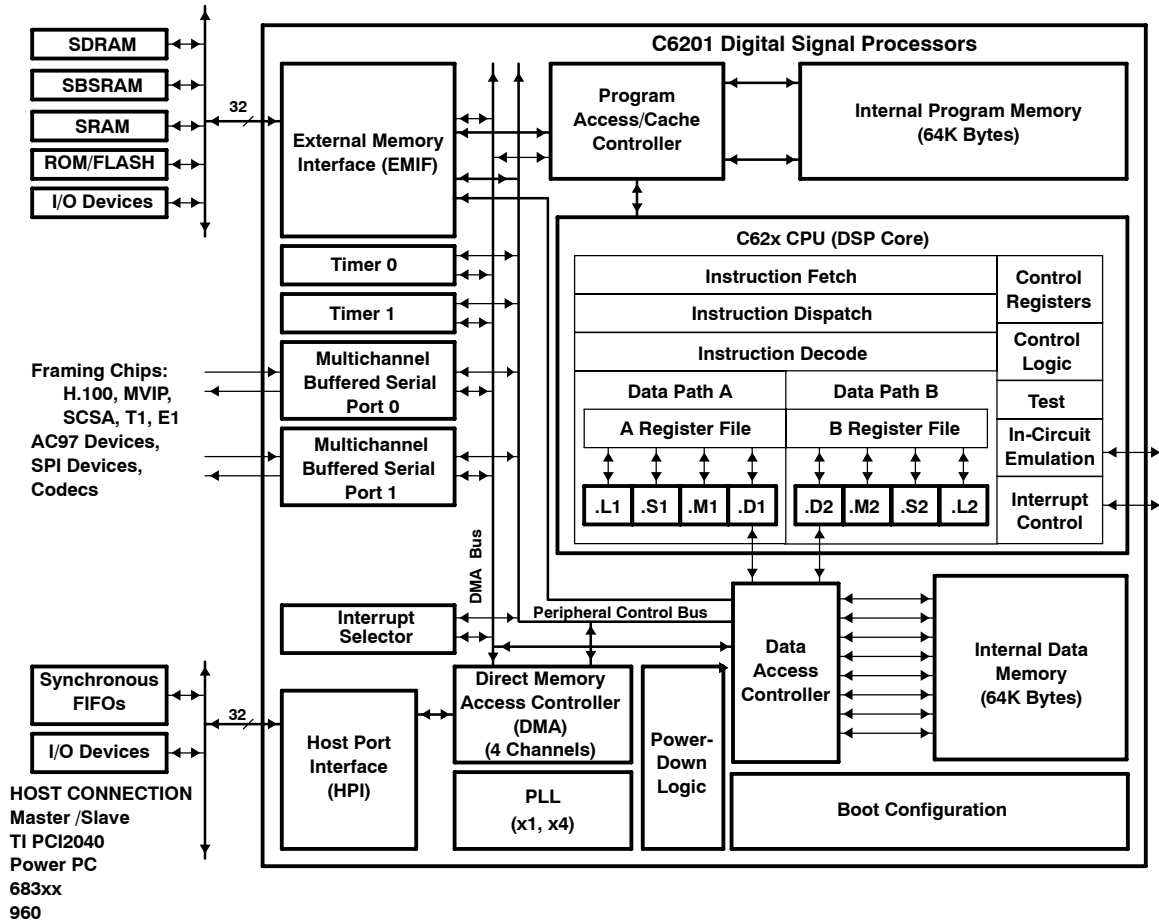 C6201 Digital Signal Processors
SDRAM
SBSRAM
SRAM
ROM/FLASH
I/O Devices
32
External Memory
Interface (EMIF)
Program
Access/Cache
Controller
Internal Program Memory
(64K Bytes)
Timer 0
Timer 1
Framing Chips:
H.100, MVIP,
SCSA, T1, E1
AC97 Devices,
SPI Devices,
Codecs
Multichannel
Buffered Serial
Port 0
Multichannel
Buffered Serial
Port 1
C62x CPU (DSP Core)
Instruction Fetch
Instruction Dispatch
Instruction Decode
Control
Registers
Control
Logic
Test
In-Circuit
Emulation
Interrupt
Control
Data Path A
A Register File
.L1
.S1
.M1
.D1
Data Path B
B Register File
.D2
.M2
.S2
.L2
DMA Bus
Peripheral Control Bus
Interrupt
Selector
Synchronous
FIFOs
I/O Devices
32
HOST CONNECTION
Master /Slave
TI PCI2040
Power PC
683xx
960
Host Port
Interface
(HPI)
Direct Memory
Access Controller
(DMA)
(4 Channels)
PLL
(x1, x4)
Power-
Down
Logic
Data
Access
Controller
Internal Data
Memory
(64K Bytes)
Boot Configuration